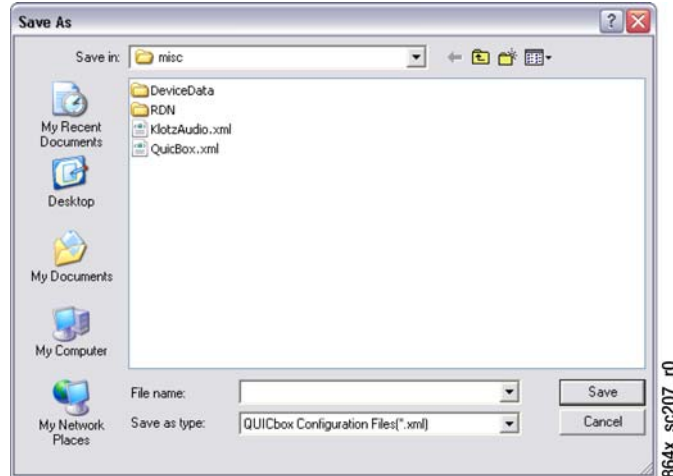 Save As
Save in:
misc
DeviceData
RDN
KlotzAudio.xml
QuicBox.xml
My Recent
Documents
Desktop
My Documents
My Computer
My Network
Places
File name:
Save
Save as type:
QUICbox Configuration Files(*.xml)
Cancel
864x_sc207_r0